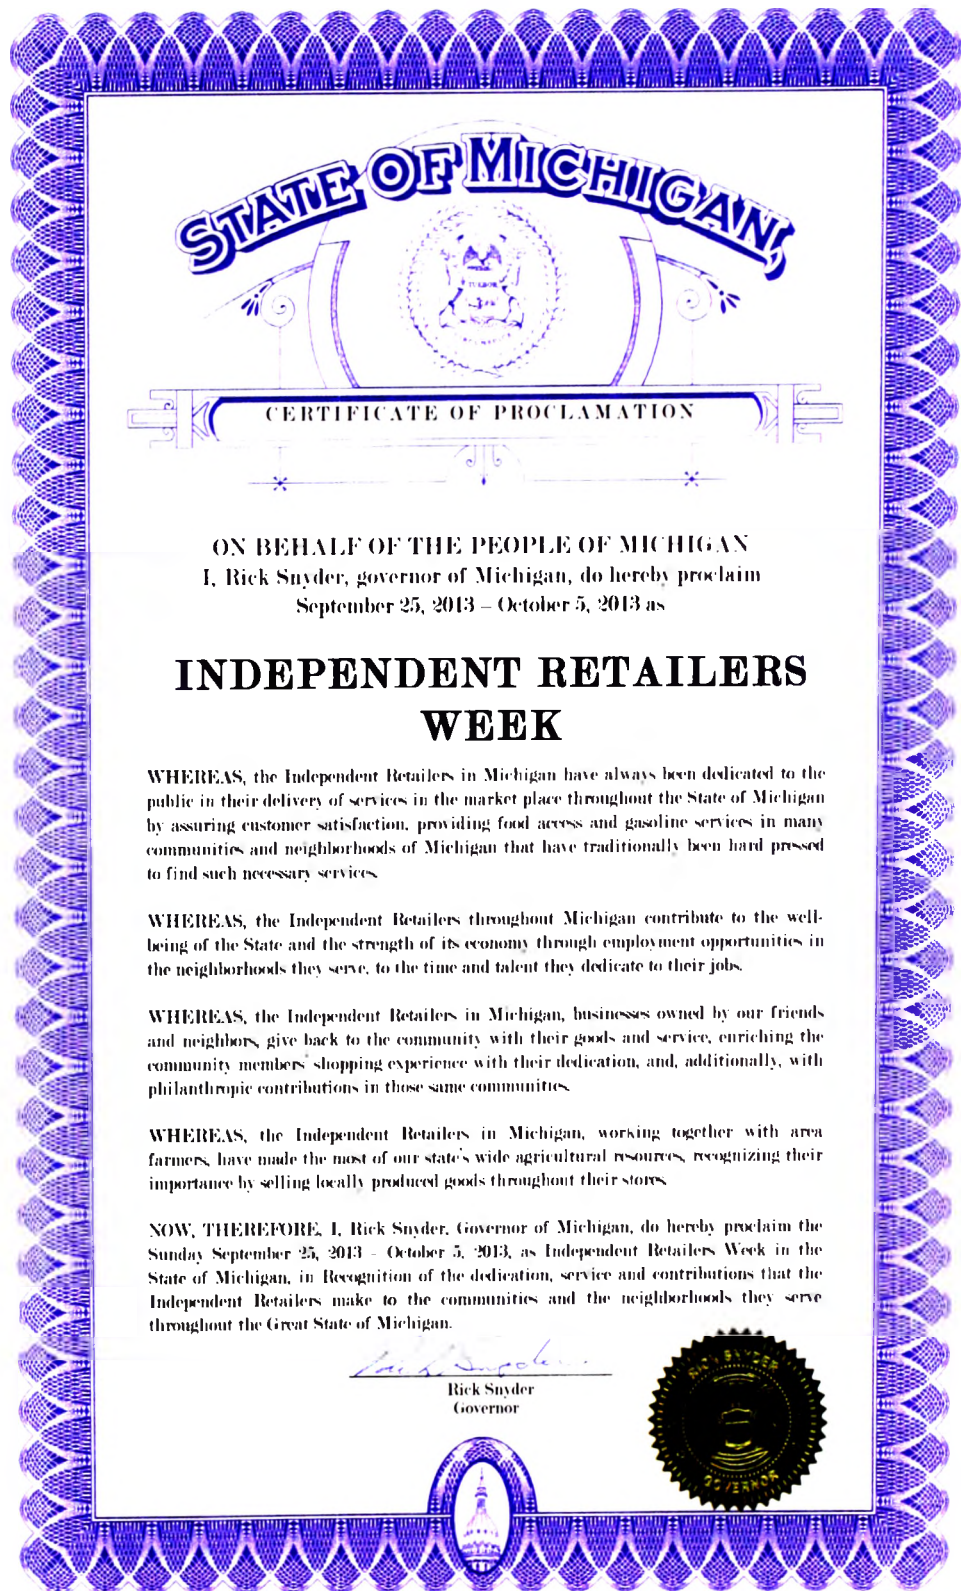 STATE OF MICHIGAN,
TUEBOR
CERTIFICATE OF PROCLAMATION
ON BEHALF OF THE PEOPLE OF MICHIGAN
I, Rick Snyder, governor of Michigan, do hereby proclaim
September 25, 2013 – October 5, 2013 as
INDEPENDENT RETAILERS
WEEK
WHEREAS, the Independent Retailers in Michigan have always been dedicated to the
public in their delivery of services in the market place throughout the State of Michigan
by assuring customer satisfaction, providing food access and gasoline services in many
communities and neighborhoods of Michigan that have traditionally been hard pressed
to find such necessary services.
WHEREAS, the Independent Retailers throughout Michigan contribute to the well-
being of the State and the strength of its economy through employment opportunities in
the neighborhoods they serve, to the time and talent they dedicate to their jobs.
WHEREAS, the Independent Retailers in Michigan, businesses owned by our friends
and neighbors, give back to the community with their goods and service, enriching the
community members' shopping experience with their dedication, and, additionally, with
philanthropic contributions in those same communities.
WHEREAS, the Independent Retailers in Michigan, working together with area
farmers, have made the most of our state's wide agricultural resources, recognizing their
importance by selling locally produced goods throughout their stores.
NOW, THEREFORE, I, Rick Snyder, Governor of Michigan, do hereby proclaim the
Sunday September 25, 2013 - October 5, 2013, as Independent Retailers Week in the
State of Michigan, in Recognition of the dedication, service and contributions that the
Independent Retailers make to the communities and the neighborhoods they serve
throughout the Great State of Michigan.
Rick Snyder
Rick Snyder
Governor
RICK SNYDER
GOVERNOR